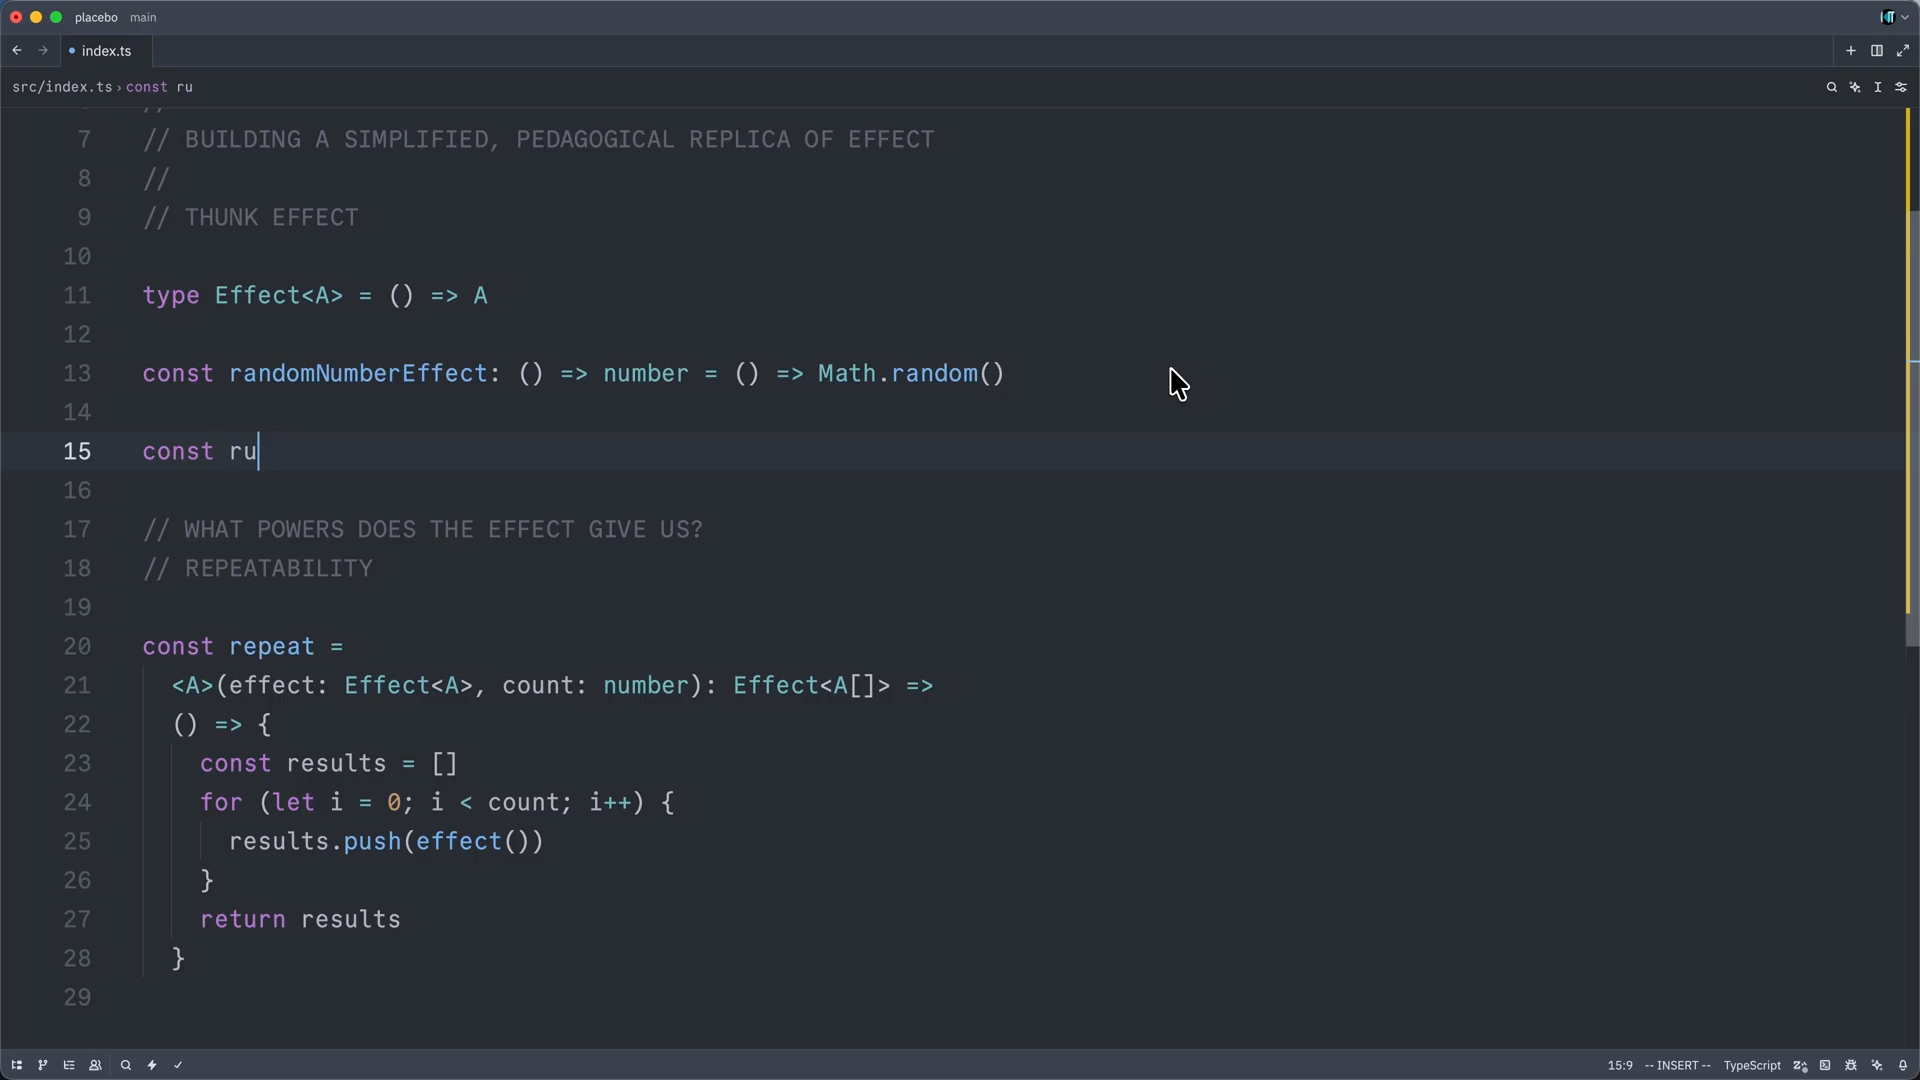 placebo main
index.ts
src/index.ts › const ru
7 // BUILDING A SIMPLIFIED, PEDAGOGICAL REPLICA OF EFFECT
8 //
9 // THUNK EFFECT
10
11 type Effect<A> = () => A
12
13 const randomNumberEffect: () => number = () => Math.random()
14
15 const ru
16
17 // WHAT POWERS DOES THE EFFECT GIVE US?
18 // REPEATABILITY
19
20 const repeat =
21 <A>(effect: Effect<A>, count: number): Effect<A[]> =>
22 () => {
23 const results = []
24 for (let i = 0; i < count; i++) {
25 results.push(effect())
26 }
27 return results
28 }
29
15:9 -- INSERT -- TypeScript